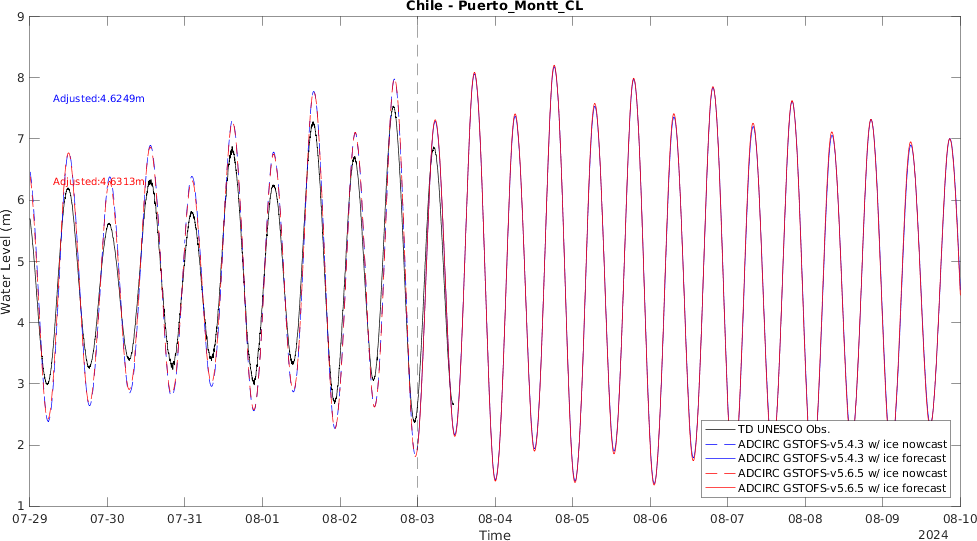 Chile - Puerto_Montt_CL
9
8
7
6
5
4
3
2
1
Water Level (m)
Adjusted:4.6249m
Adjusted:4.6313m
TD UNESCO Obs.
ADCIRC GSTOFS-v5.4.3 w/ ice nowcast
ADCIRC GSTOFS-v5.4.3 w/ ice forecast
ADCIRC GSTOFS-v5.6.5 w/ ice nowcast
ADCIRC GSTOFS-v5.6.5 w/ ice forecast
07-29 07-30 07-31 08-01 08-02 08-03 08-04 08-05 08-06 08-07 08-08 08-09 08-10
Time
2024